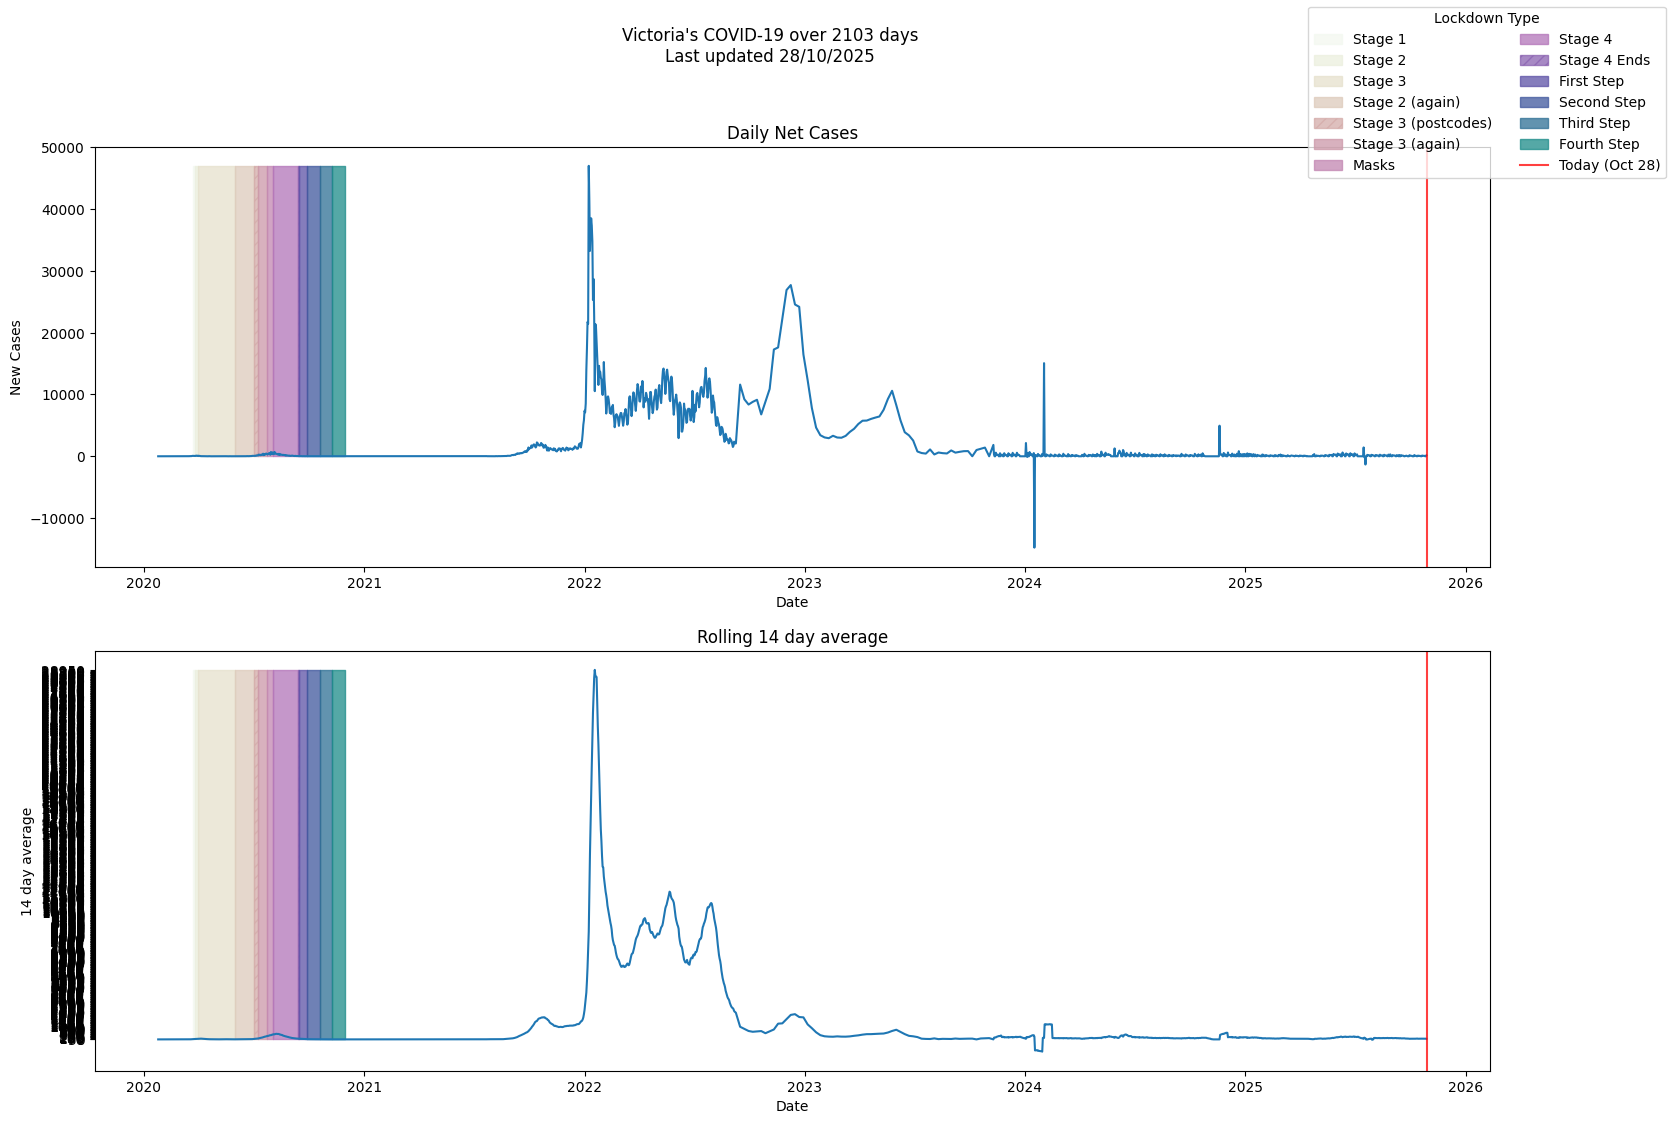 Victoria's COVID-19 over 2103 days
Last updated 28/10/2025
Lockdown Type
Stage 1
Stage 2
Stage 3
Stage 2 (again)
Stage 3 (postcodes)
Stage 3 (again)
Masks
Stage 4
Stage 4 Ends
First Step
Second Step
Third Step
Fourth Step
Today (Oct 28)
Daily Net Cases
New Cases
50000
40000
30000
20000
10000
0
−10000
2020
2021
2022
2023
2024
2025
2026
Date
Rolling 14 day average
14 day average
2020
2021
2022
2023
2024
2025
2026
Date